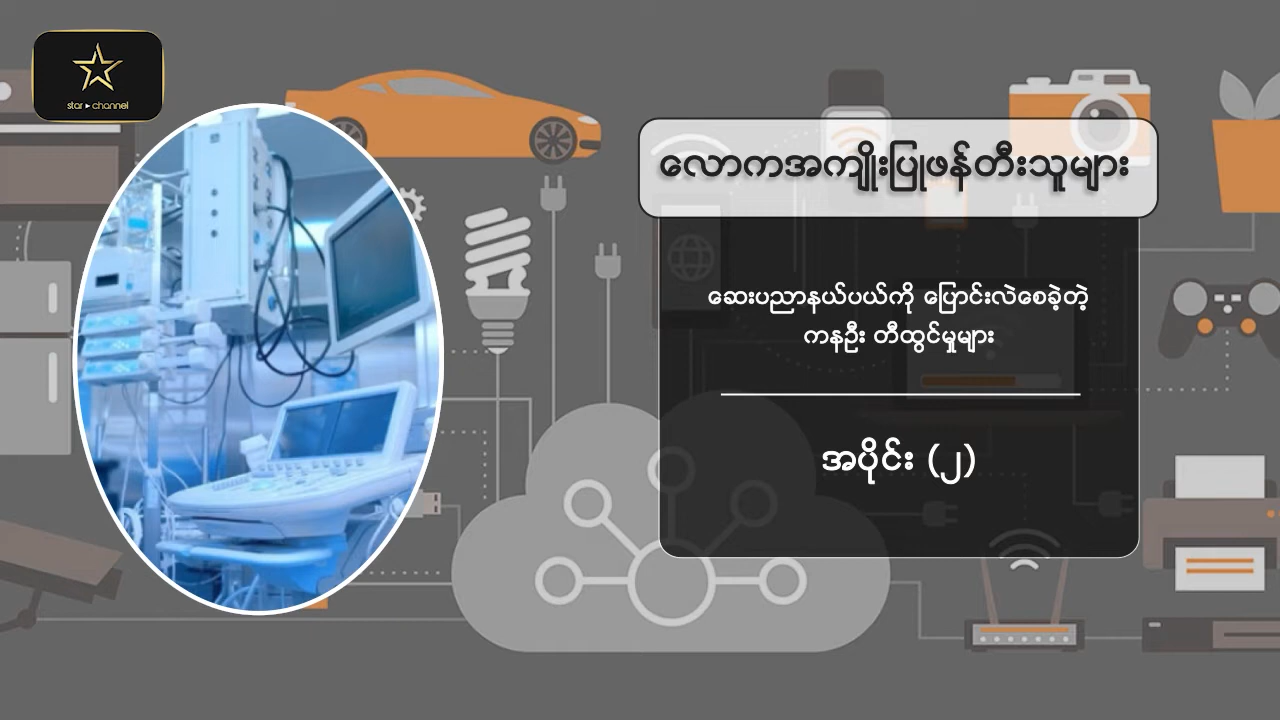 star ▸ channel
လောကအကျိုးပြုဖန်တီးသူများ
ဆေးပညာနယ်ပယ်ကို ပြောင်းလဲစေခဲ့တဲ့
ကနဦး တီထွင်မှုများ
အပိုင်း (၂)